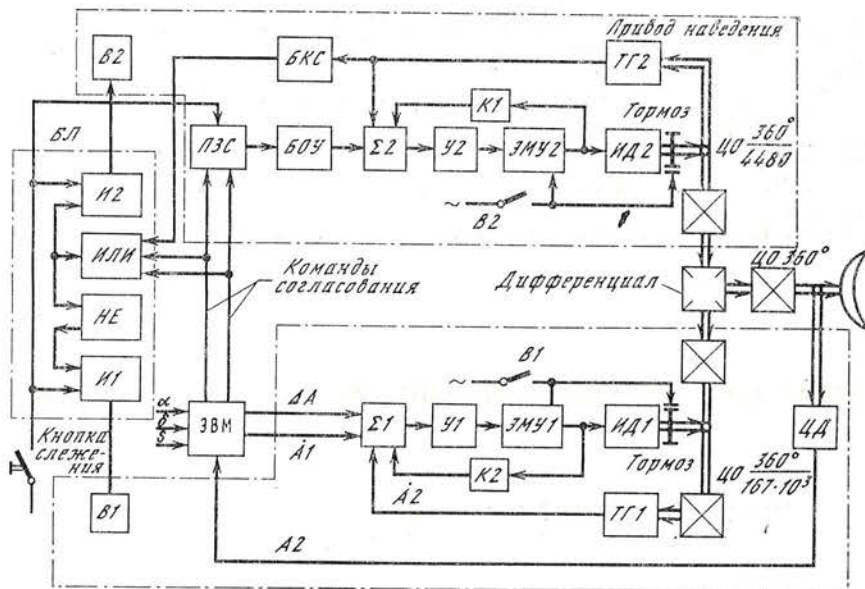 Привод наведения
В2
БКС
ТГ2
К1
Тормоз
БЛ
ПЗС
БОУ
Σ2
У2
ЭМУ2
ИД2
ЦО 360°/4480
И2
~
В2
ИЛИ
Команды согласования
Дифференциал
ЦО 360°
НЕ
И1
В1
~
α
δ
S
ЭВМ
ΔA
Σ1
У1
ЭМУ1
ИД1
ЦД
Кнопка
слеже-
ния
Ȧ1
К2
Тормоз
ЦО 360°/167·10³
Ȧ2
ТГ1
В1
A2